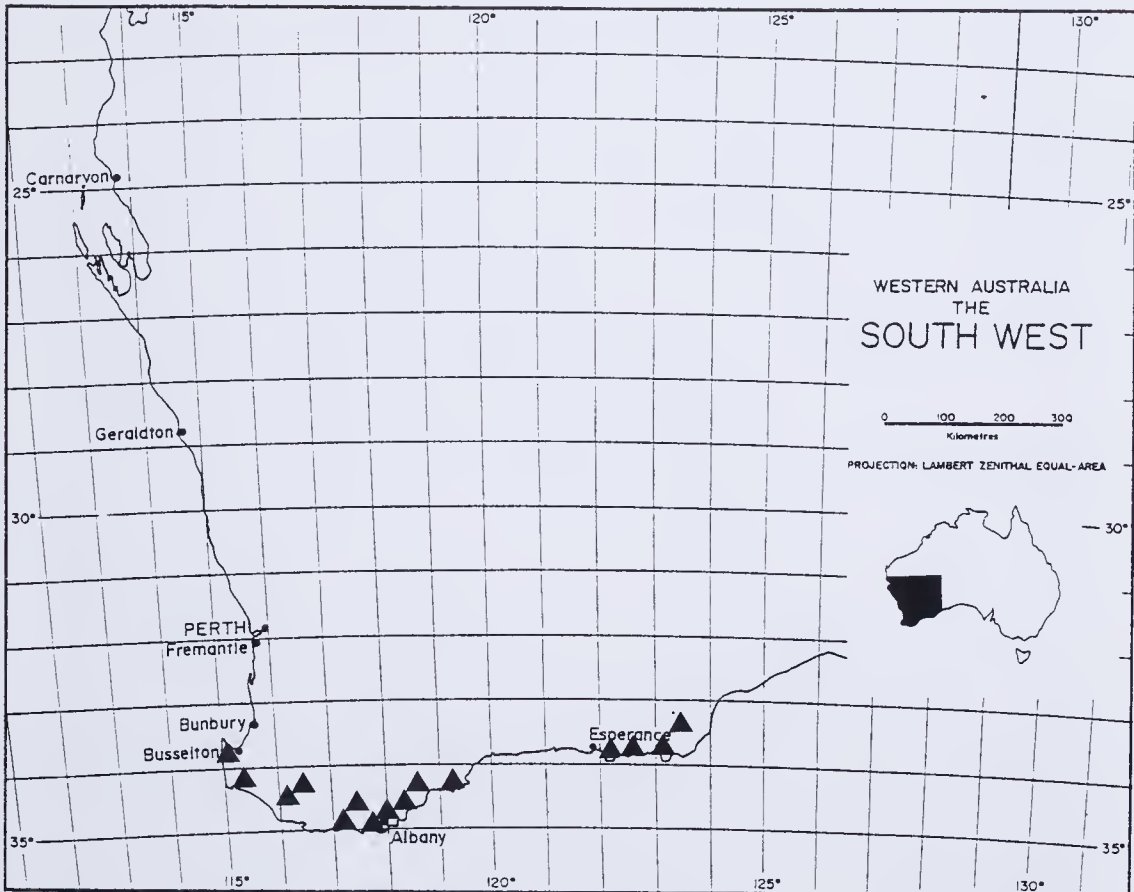 115° 120° 125° 130°
Carnarvon
25° 25°
WESTERN AUSTRALIA
THE
SOUTH WEST
0 100 200 300
Kilometres
Geraldton
PROJECTION: LAMBERT ZENITHAL EQUAL-AREA
30° 30°
PERTH
Fremantle
Bunbury
Esperance
Busselton
Albany
35° 35°
115° 120° 125° 130°